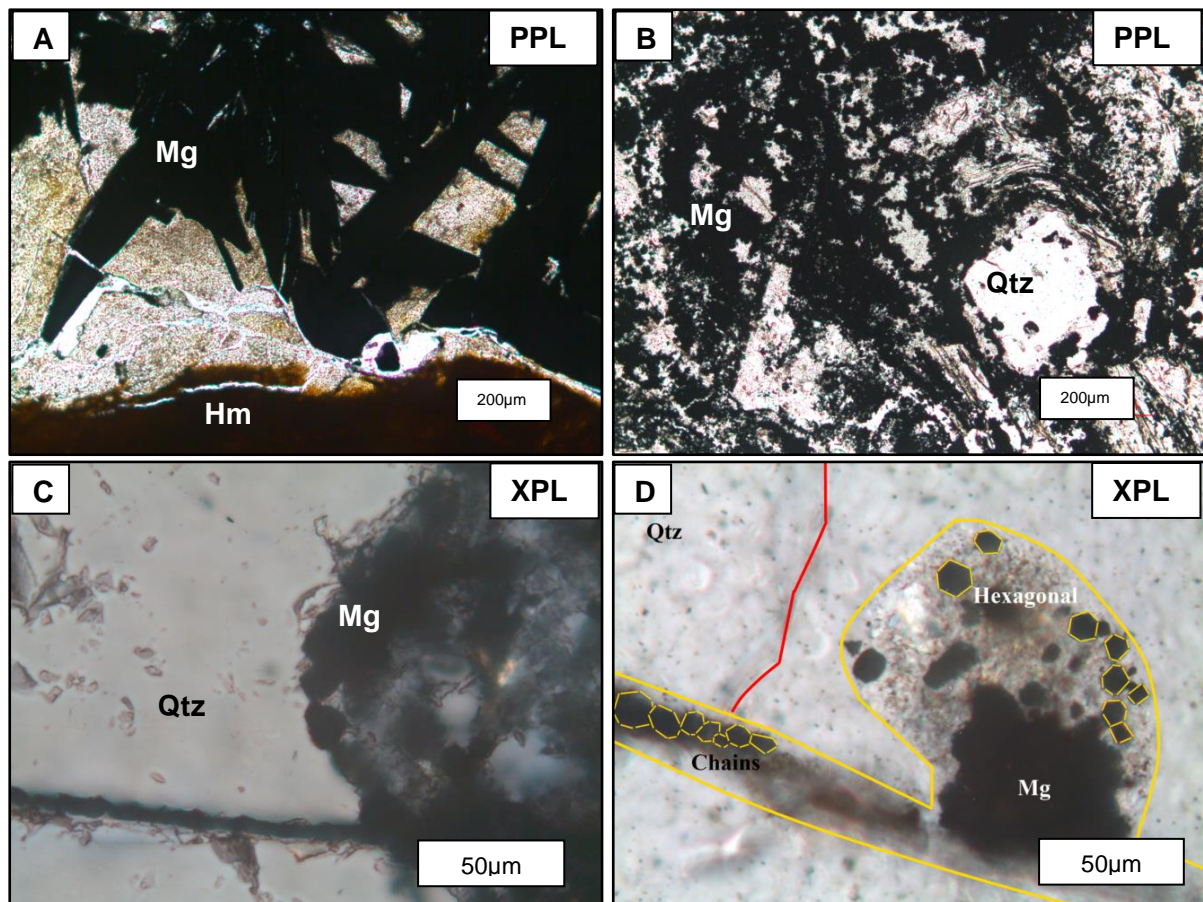 A
PPL
Mg
Hm
200µm
B
PPL
Mg
Qtz
200µm
C
XPL
Mg
Qtz
50µm
D
XPL
Qtz
Hexagonal
Chains
Mg
50µm